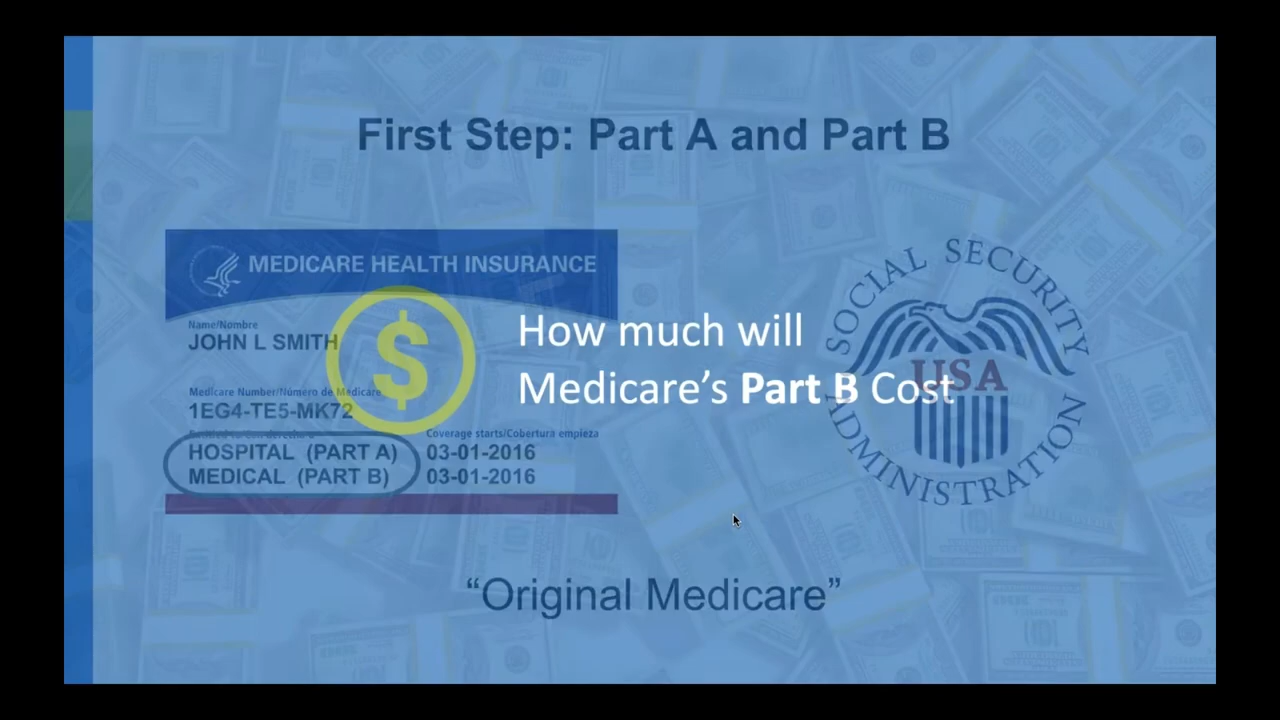 First Step: Part A and Part B
MEDICARE HEALTH INSURANCE
Name/Nombre
JOHN L SMITH
Medicare Number/Número de Medicare
1EG4-TE5-MK72
Coverage starts/Cobertura empieza
HOSPITAL (PART A) 03-01-2016
MEDICAL (PART B) 03-01-2016
$
How much will
Medicare’s Part B Cost
SOCIAL SECURITY
ADMINISTRATION
USA
“Original Medicare”